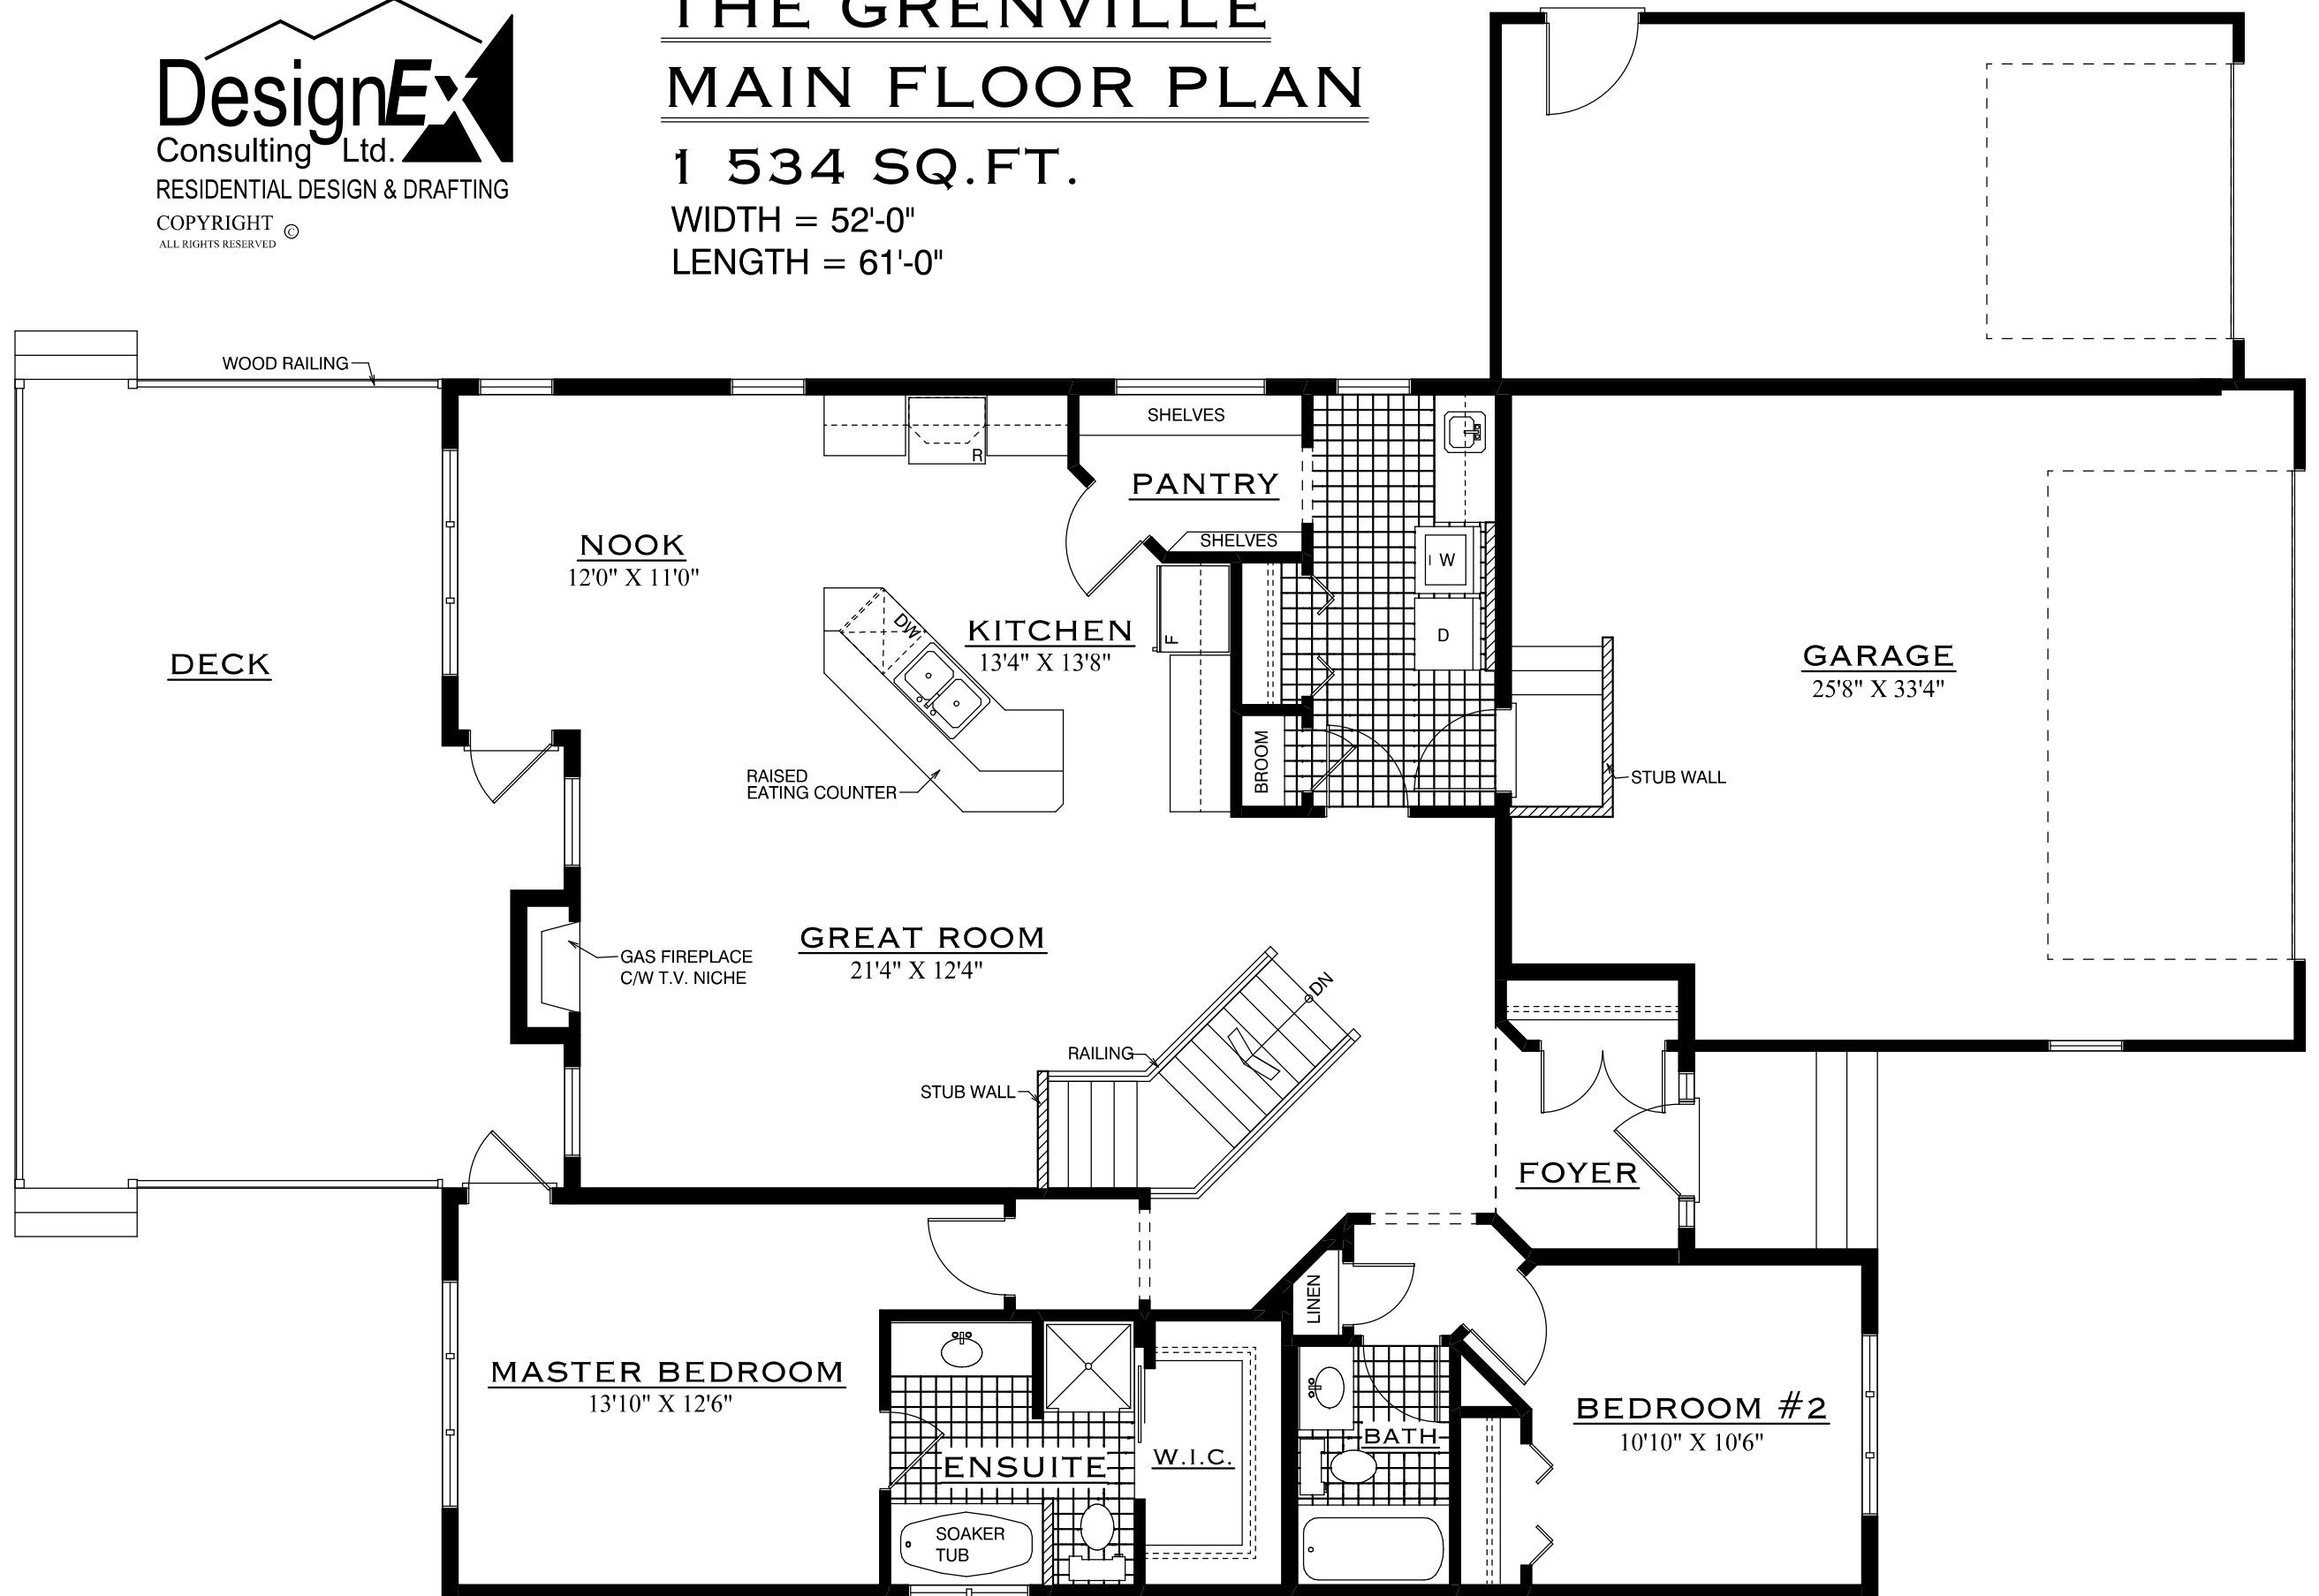 THE GRENVILLE
MAIN FLOOR PLAN
1 534 SQ.FT.
WIDTH = 52'-0"
LENGTH = 61'-0"
DesignEx
Consulting Ltd.
RESIDENTIAL DESIGN & DRAFTING
COPYRIGHT ©
ALL RIGHTS RESERVED
WOOD RAILING
SHELVES
R
PANTRY
SHELVES
NOOK
12'0" X 11'0"
W
DW
KITCHEN
13'4" X 13'8"
F
D
DECK
GARAGE
25'8" X 33'4"
BROOM
RAISED
EATING COUNTER
STUB WALL
GREAT ROOM
21'4" X 12'4"
GAS FIREPLACE
C/W T.V. NICHE
DN
RAILING
STUB WALL
FOYER
LINEN
MASTER BEDROOM
13'10" X 12'6"
BEDROOM #2
10'10" X 10'6"
BATH
W.I.C.
ENSUITE
SOAKER
TUB